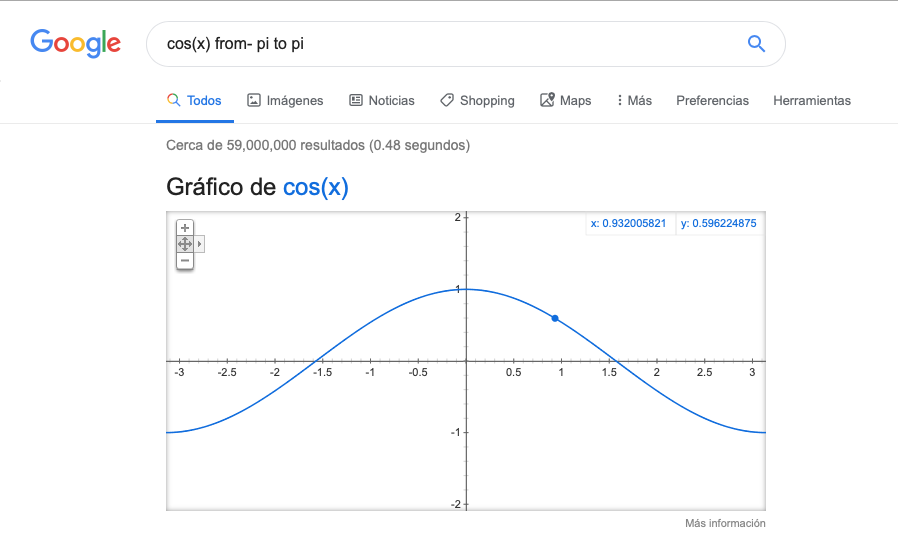 Google
cos(x) from- pi to pi
Todos Imágenes Noticias Shopping Maps Más Preferencias Herramientas
Cerca de 59,000,000 resultados (0.48 segundos)
Gráfico de cos(x)
x: 0.932005821 y: 0.596224875
2
1
-3 -2.5 -2 -1.5 -1 -0.5 0.5 1 1.5 2 2.5 3
-1
-2
Más información